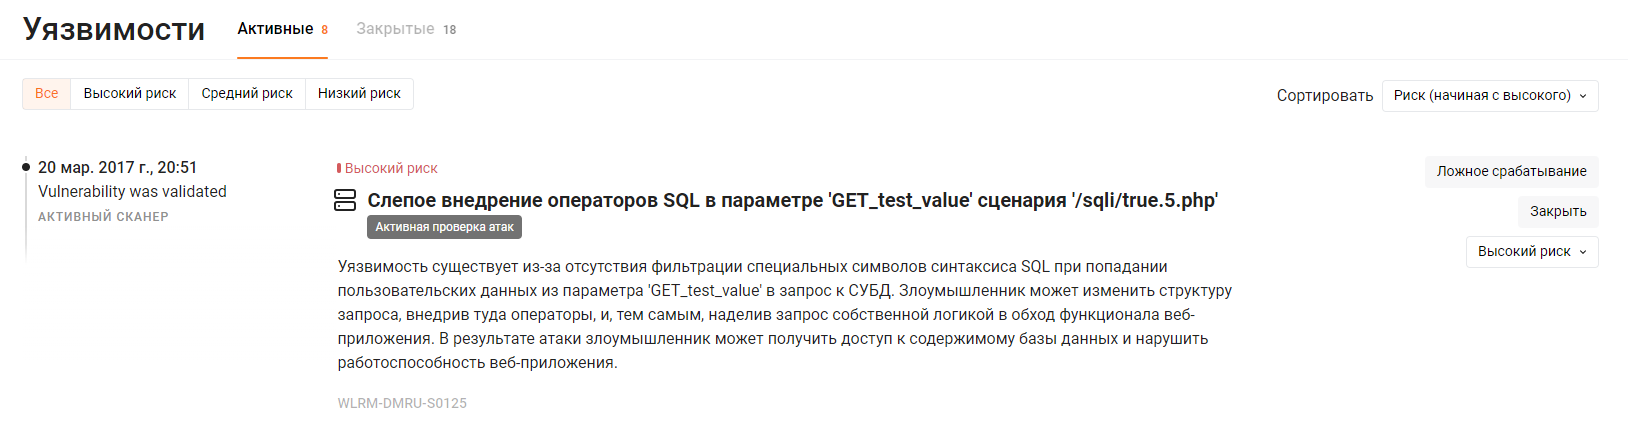 Уязвимости Активные 8 Закрытые 18
Все Высокий риск Средний риск Низкий риск Сортировать Риск (начиная с высокого)
20 мар. 2017 г., 20:51
Vulnerability was validated
АКТИВНЫЙ СКАНЕР
Высокий риск
Слепое внедрение операторов SQL в параметре 'GET_test_value' сценария '/sqli/true.5.php'
Активная проверка атак
Уязвимость существует из-за отсутствия фильтрации специальных символов синтаксиса SQL при попадании
пользовательских данных из параметра 'GET_test_value' в запрос к СУБД. Злоумышленник может изменить структуру
запроса, внедрив туда операторы, и, тем самым, наделив запрос собственной логикой в обход функционала веб-
приложения. В результате атаки злоумышленник может получить доступ к содержимому базы данных и нарушить
работоспособность веб-приложения.
WLRM-DMRU-S0125
Ложное срабатывание
Закрыть
Высокий риск